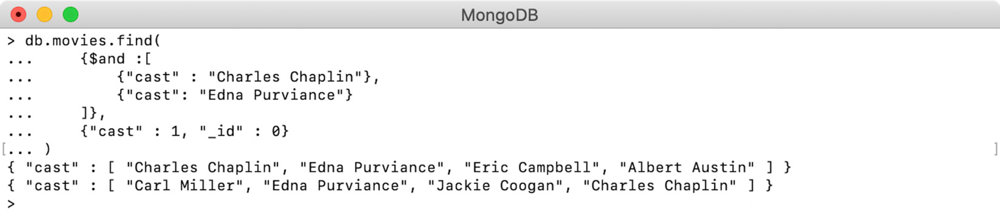 MongoDB
> db.movies.find(
...     {$and :[
...         {"cast" : "Charles Chaplin"},
...         {"cast": "Edna Purviance"}
...     ]},
...     {"cast" : 1, "_id" : 0}
[... )                                                                                                      ]
{ "cast" : [ "Charles Chaplin", "Edna Purviance", "Eric Campbell", "Albert Austin" ] }
{ "cast" : [ "Carl Miller", "Edna Purviance", "Jackie Coogan", "Charles Chaplin" ] }
>